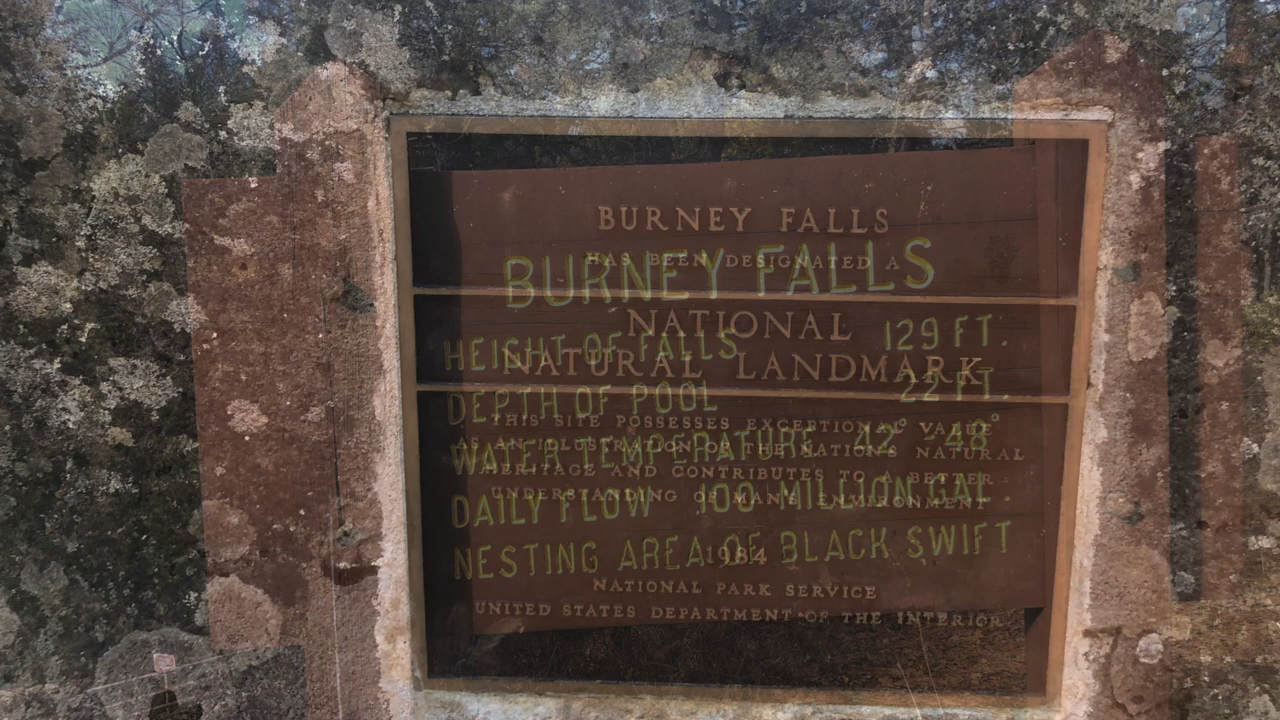 BURNEY FALLS
HAS BEEN DESIGNATED A
NATIONAL
NATURAL LANDMARK
THIS SITE POSSESSES EXCEPTIONAL VALUE
AS AN ILLUSTRATION OF THE NATION'S NATURAL
HERITAGE AND CONTRIBUTES TO A BETTER
UNDERSTANDING OF MAN'S ENVIRONMENT
1984
NATIONAL PARK SERVICE
UNITED STATES DEPARTMENT OF THE INTERIOR
BURNEY FALLS
HEIGHT OF FALLS 129 FT.
DEPTH OF POOL 22 FT.
WATER TEMPERATURE 42° - 48°
DAILY FLOW 100 MILLION GAL.
NESTING AREA OF BLACK SWIFT